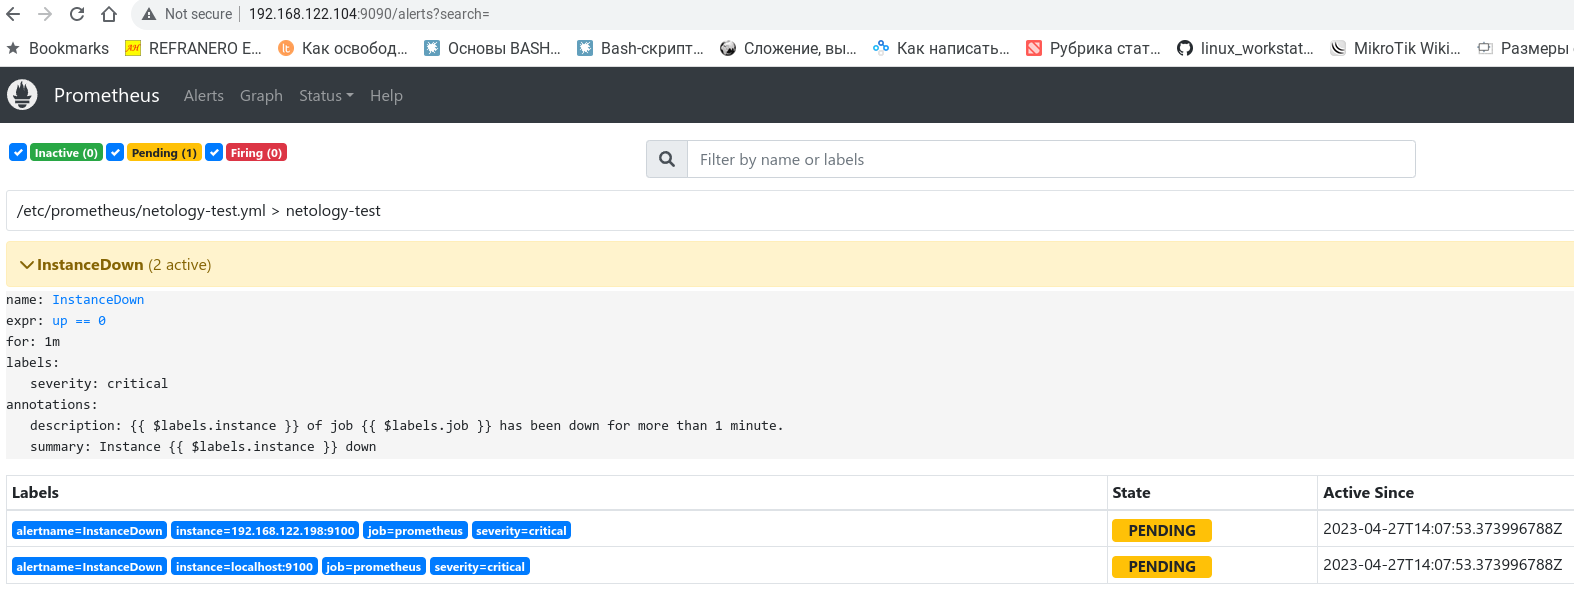 Not secure 192.168.122.104:9090/alerts?search=
Bookmarks REFRANERO E... Как освобод... Основы BASH... Bash-скрипт... Сложение, вы... Как написать... Рубрика стат... linux_workstat... MikroTik Wiki... Размеры
Prometheus Alerts Graph Status Help
Inactive (0) Pending (1) Firing (0) Filter by name or labels
/etc/prometheus/netology-test.yml > netology-test
InstanceDown (2 active)
name: InstanceDown
expr: up == 0
for: 1m
labels:
severity: critical
annotations:
description: {{ $labels.instance }} of job {{ $labels.job }} has been down for more than 1 minute.
summary: Instance {{ $labels.instance }} down
Labels State Active Since
alertname=InstanceDown instance=192.168.122.198:9100 job=prometheus severity=critical PENDING 2023-04-27T14:07:53.373996788Z
alertname=InstanceDown instance=localhost:9100 job=prometheus severity=critical PENDING 2023-04-27T14:07:53.373996788Z